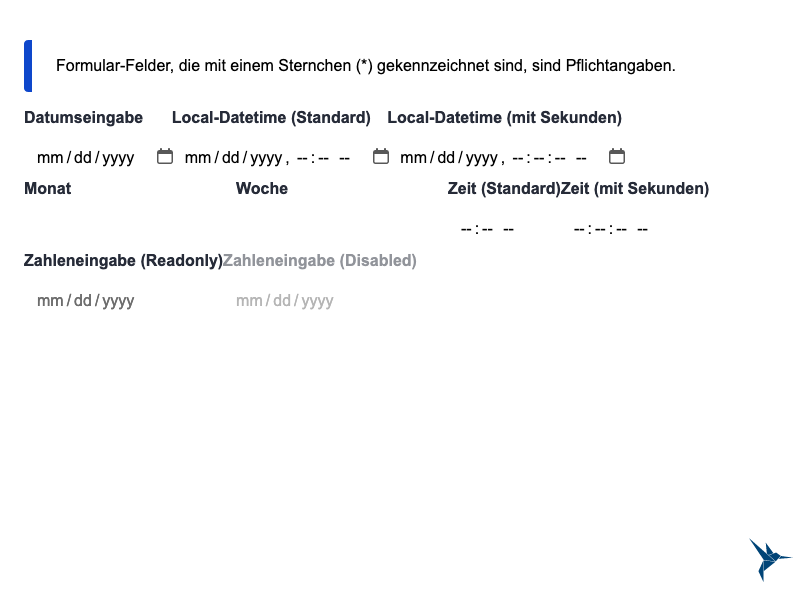 Formular-Felder, die mit einem Sternchen (*) gekennzeichnet sind, sind Pflichtangaben.
Datumseingabe Local-Datetime (Standard) Local-Datetime (mit Sekunden)
mm/dd/yyyy mm/dd/yyyy, --:-- -- mm/dd/yyyy, --:--:-- --
Monat Woche Zeit (Standard)Zeit (mit Sekunden)
--:-- -- --:--:-- --
Zahleneingabe (Readonly)Zahleneingabe (Disabled)
mm/dd/yyyy mm/dd/yyyy